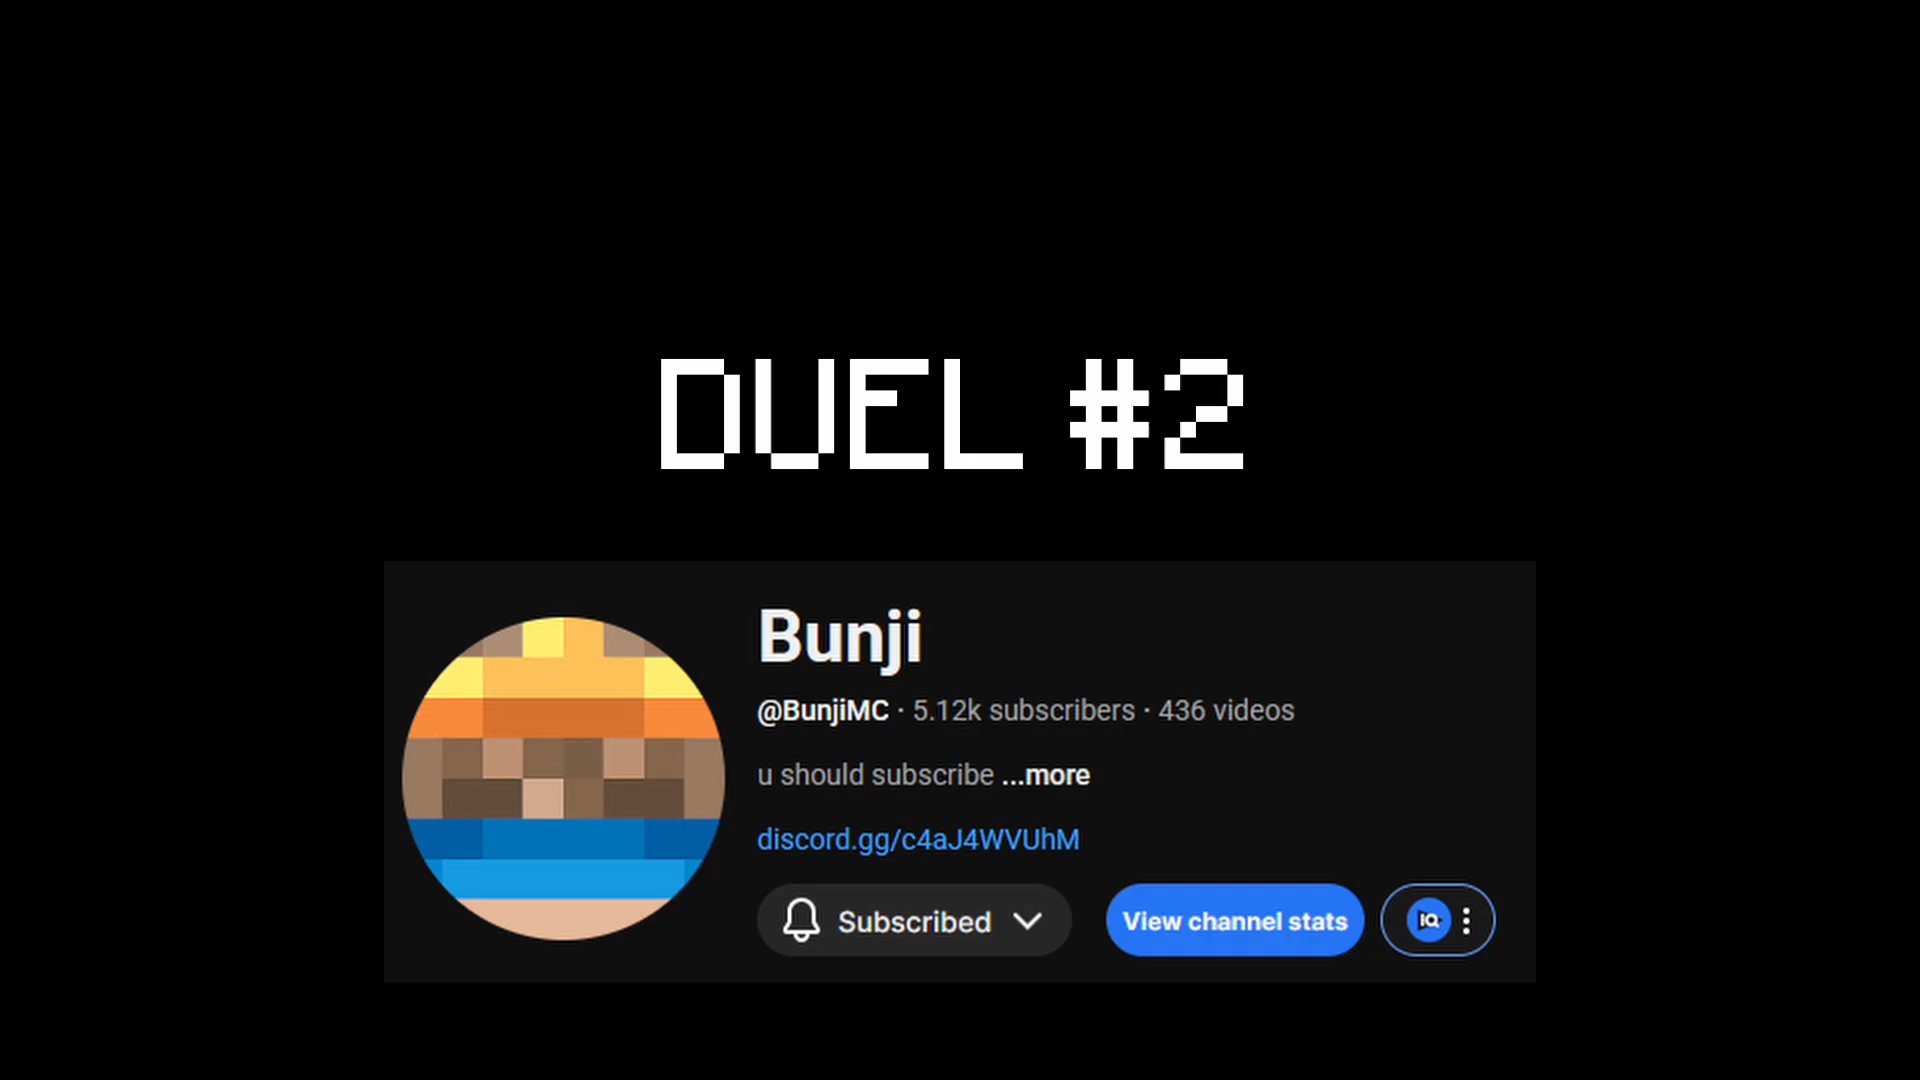 DUEL #2
Bunji
@BunjiMC · 5.12k subscribers · 436 videos
u should subscribe ...more
discord.gg/c4aJ4WVUhM
Subscribed
View channel stats
IQ